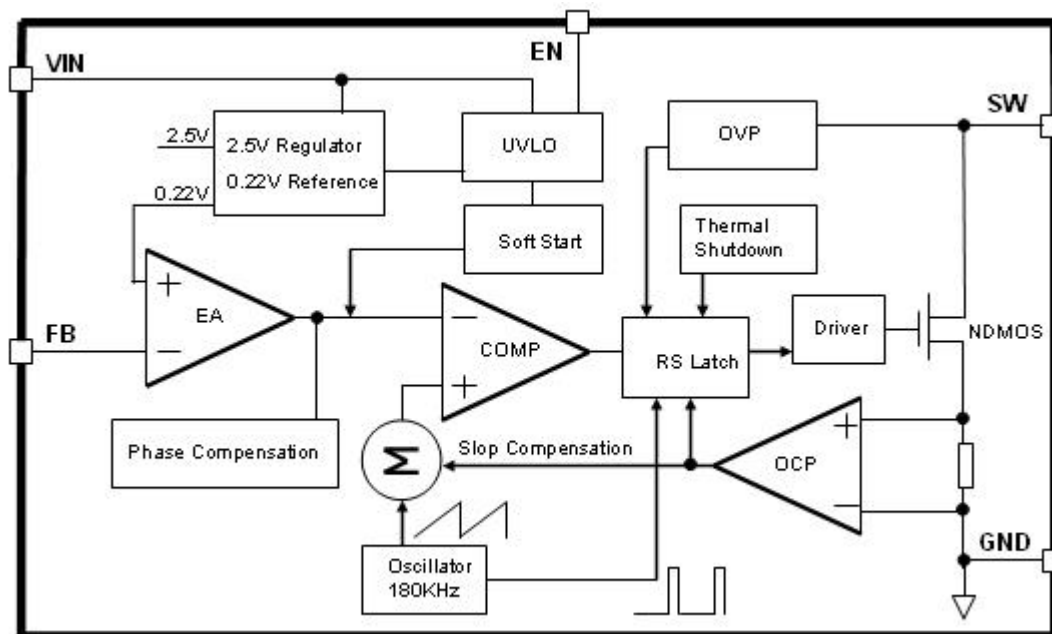 EN
VIN
SW
OVP
2.5V
2.5V Regulator
UVLO
0.22V
0.22V Reference
Soft Start
Thermal
Shutdown
+
EA
−
FB
−
COMP
+
RS Latch
Driver
NDMOS
Phase Compensation
Σ
Slop Compensation
+
OCP
−
GND
Oscillator
180KHz